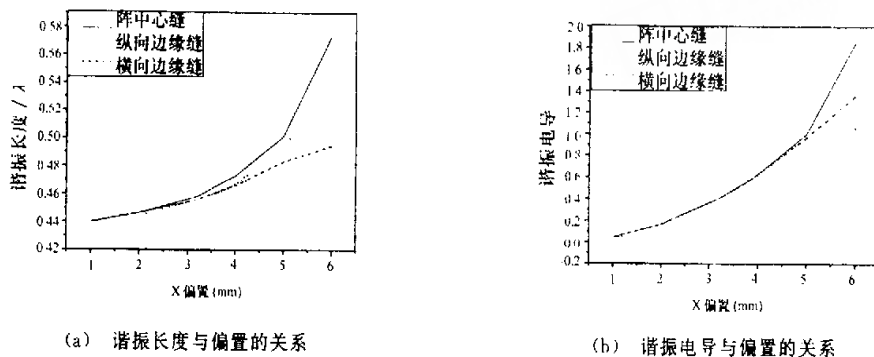 0.58
0.56
0.54
0.52
0.50
0.48
0.46
0.44
0.42
谐振长度 / λ
阵中心缝
纵向边缘缝
横向边缘缝
1 2 3 4 5 6
X 偏置 (mm)
(a) 谐振长度与偏置的关系
2.0
1.8
1.6
1.4
1.2
1.0
0.8
0.6
0.4
0.2
0.0
-0.2
谐振电导
阵中心缝
纵向边缘缝
横向边缘缝
1 2 3 4 5 6
X 偏置 (mm)
(b) 谐振电导与偏置的关系